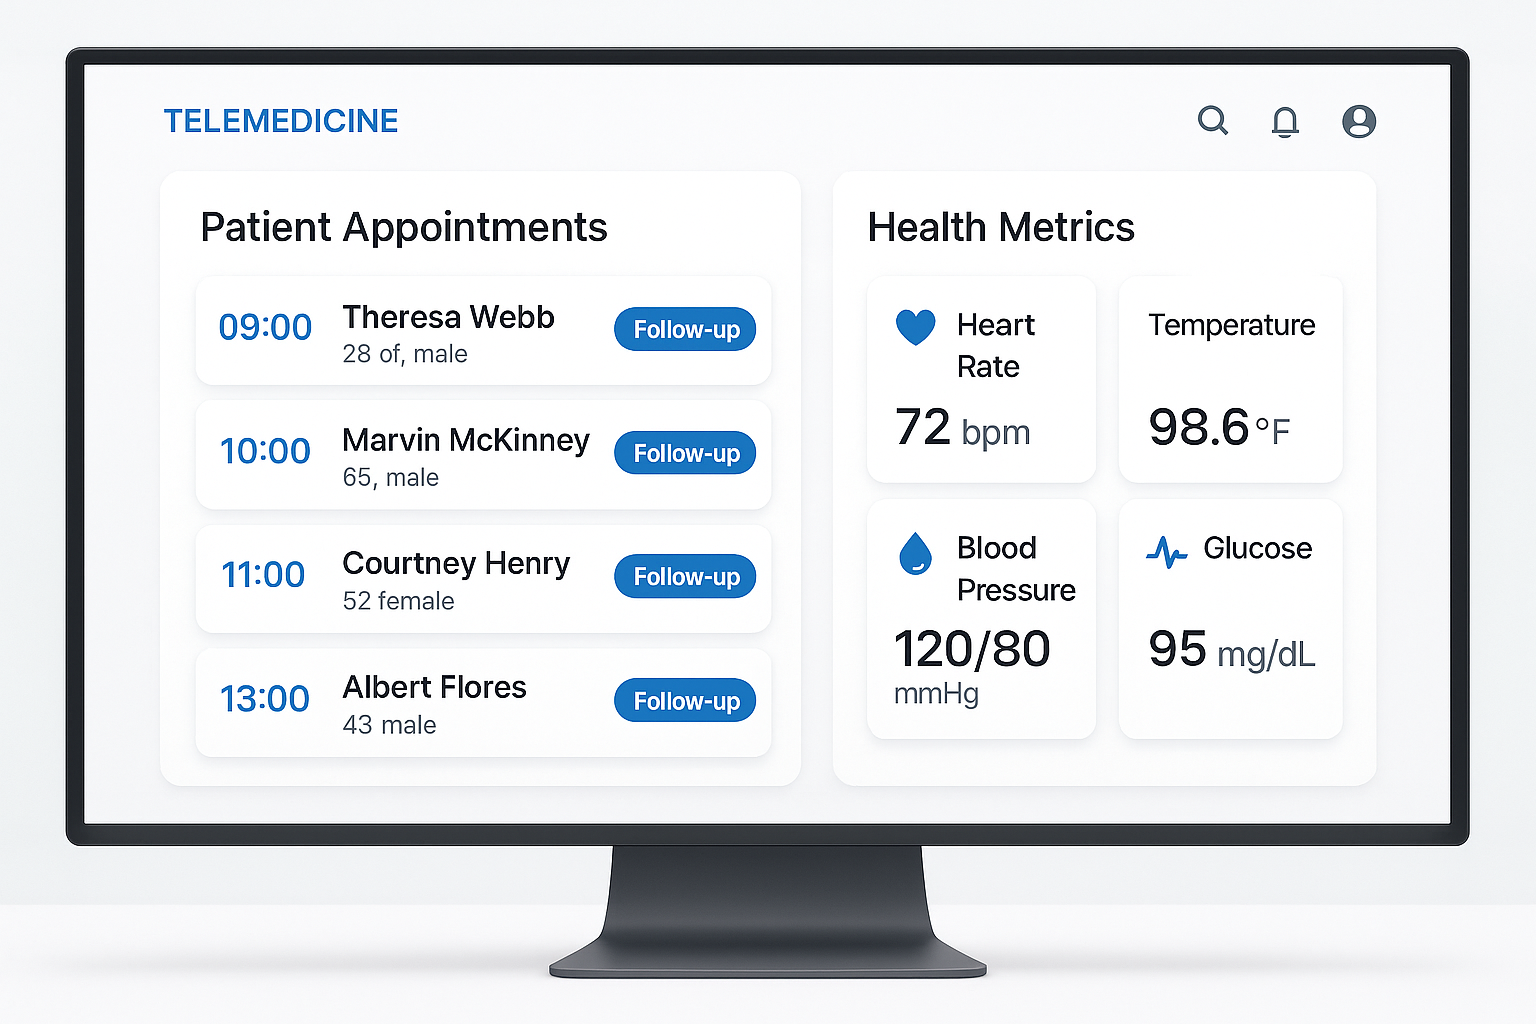 TELEMEDICINE
Patient Appointments
09:00
Theresa Webb
28 of, male
Follow-up
10:00
Marvin McKinney
65, male
Follow-up
11:00
Courtney Henry
52 female
Follow-up
13:00
Albert Flores
43 male
Follow-up
Health Metrics
Heart
Rate
72 bpm
Temperature
98.6 °F
Blood
Pressure
120/80
mmHg
Glucose
95 mg/dL